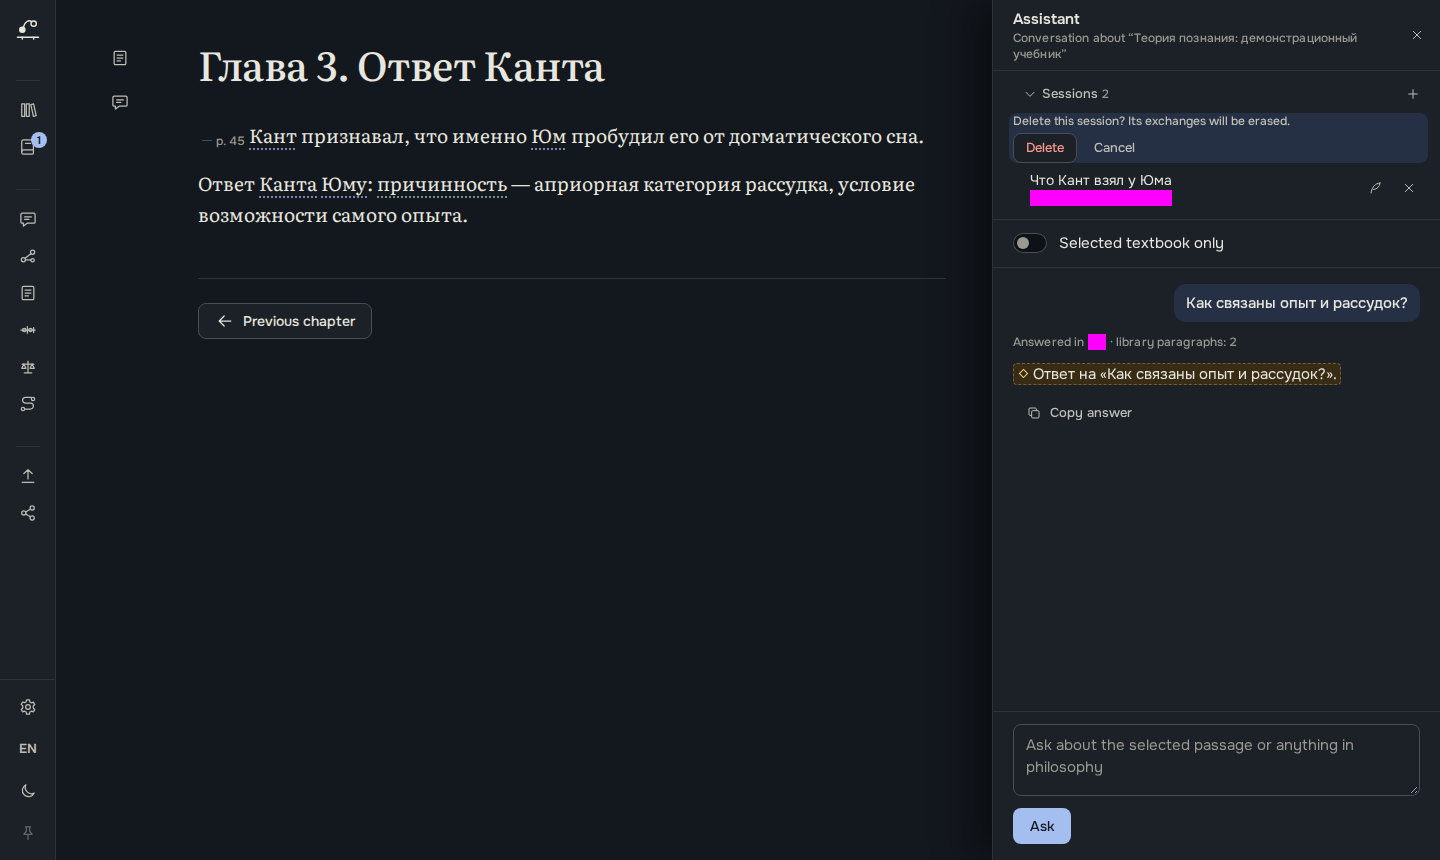 1
EN
Глава 3. Ответ Канта
— p. 45 Кант признавал, что именно Юм пробудил его от догматического сна.
Ответ Канта Юму: причинность — априорная категория рассудка, условие
возможности самого опыта.
Previous chapter
Assistant
Conversation about “Теория познания: демонстрационный
учебник”
Sessions 2
Delete this session? Its exchanges will be erased.
Delete Cancel
Что Кант взял у Юма
Selected textbook only
Как связаны опыт и рассудок?
Answered in · library paragraphs: 2
Ответ на «Как связаны опыт и рассудок?».
Copy answer
Ask about the selected passage or anything in
philosophy
Ask